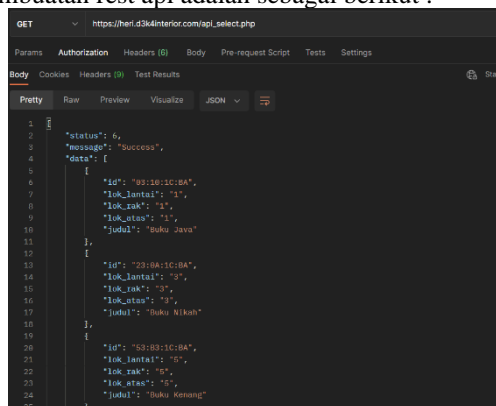 mbuatan rest api adalah sebagai berikut :
GET https://heri.d3k4interior.com/api_select.php
Params Authorization Headers (6) Body Pre-request Script Tests Settings
Body Cookies Headers (9) Test Results
Pretty Raw Preview Visualize JSON
1 {
2 "status": 6,
3 "message": "Success",
4 "data": [
5 {
6 "id": "03:10:1C:BA",
7 "lok_lantai": "1",
8 "lok_rak": "1",
9 "lok_atas": "1",
10 "judul": "Buku Java"
11 },
12 {
13 "id": "23:0A:1C:BA",
14 "lok_lantai": "3",
15 "lok_rak": "3",
16 "lok_atas": "3",
17 "judul": "Buku Nikah"
18 },
19 {
20 "id": "53:83:1C:0A",
21 "lok_lantai": "5",
22 "lok_rak": "5",
23 "lok_atas": "5",
24 "judul": "Buku Kenang"